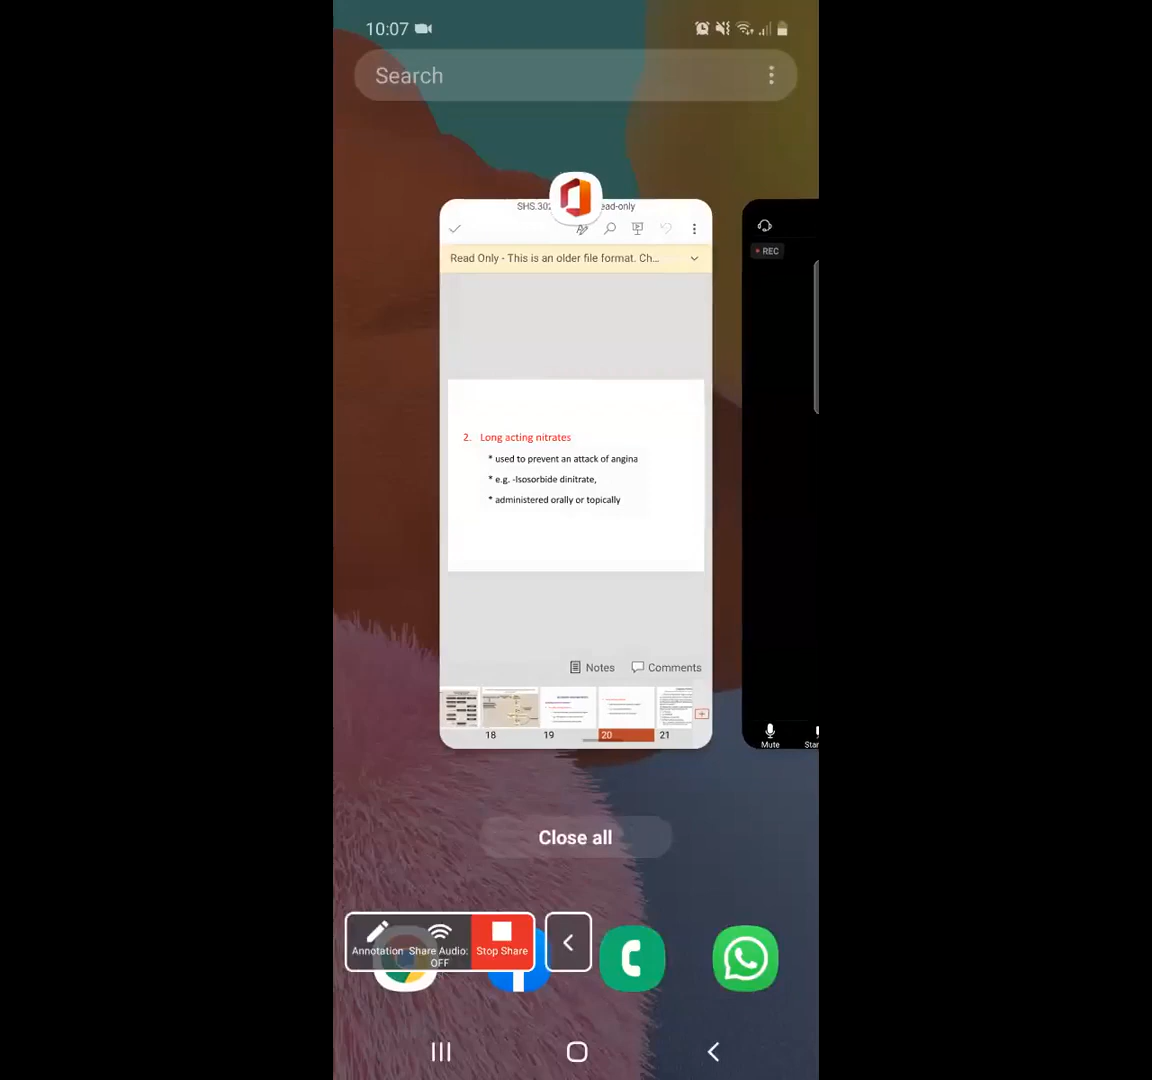 10:07
Search
SHS.302
ead-only
Read Only - This is an older file format. Ch...
REC
2. Long acting nitrates
* used to prevent an attack of angina
* e.g. -Isosorbide dinitrate,
* administered orally or topically
Notes
Comments
18
19
20
21
Mute
Star
Close all
Annotation
Share Audio:
OFF
Stop Share